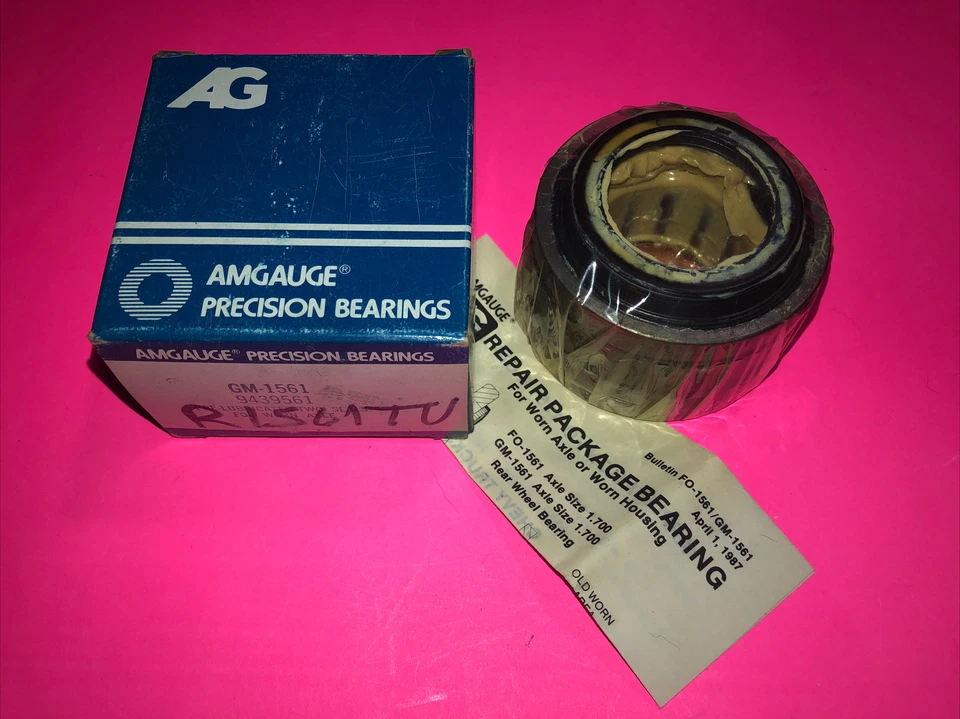 AG
AMGAUGE®
PRECISION BEARINGS
AMGAUGE® PRECISION BEARINGS
GM-1561
9439561
R1561TU
REPAIR PACKAGE BEARING
For Worn Axle or Worn Housing
Bulletin FO-1561/GM-1561
April 1, 1987
FO-1561 Axle Size 1.700
GM-1561 Axle Size 1.700
Rear Wheel Bearing
OLD WORN
AREA